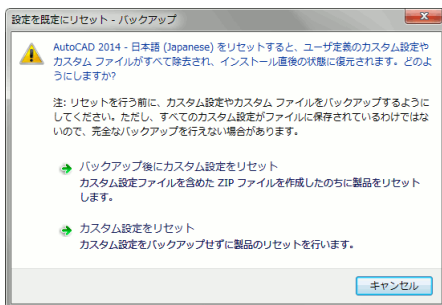 設定を既定にリセット - バックアップ
AutoCAD 2014 - 日本語 (Japanese) をリセットすると、ユーザ定義のカスタム設定や
カスタム ファイルがすべて除去され、インストール直後の状態に復元されます。どのよ
うにしますか?
注: リセットを行う前に、カスタム設定やカスタム ファイルをバックアップするように
してください。ただし、すべてのカスタム設定がファイルに保存されているわけではな
いので、完全なバックアップを行えない場合があります。
バックアップ後にカスタム設定をリセット
カスタム設定ファイルを含めた ZIP ファイルを作成したのちに製品をリセット
します。
カスタム設定をリセット
カスタム設定をバックアップせずに製品のリセットを行います。
キャンセル